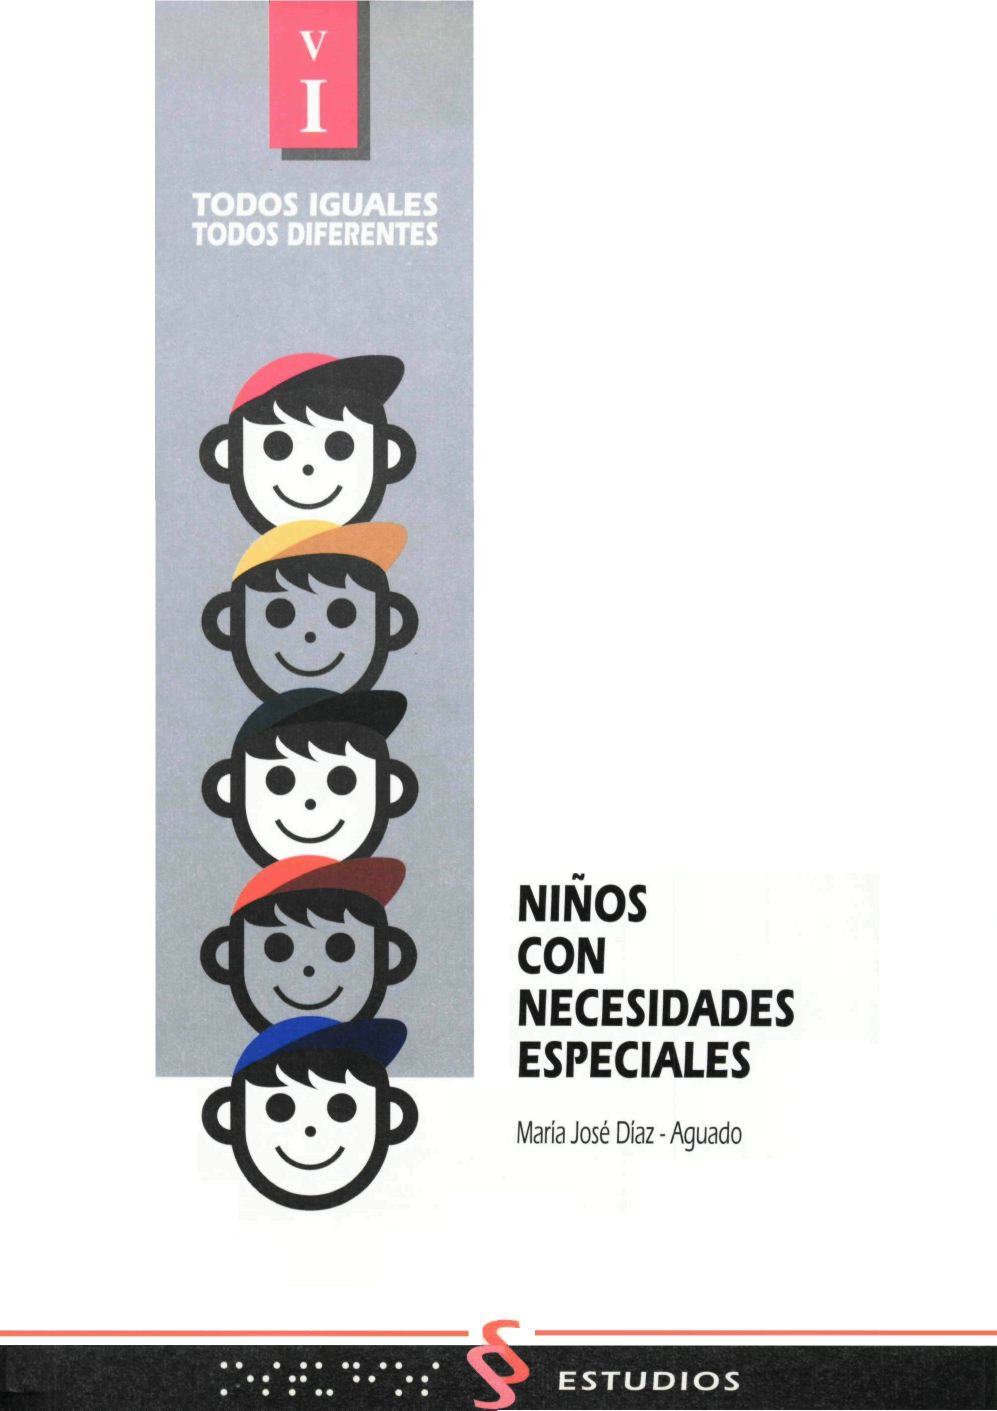 V
I
TODOS IGUALES
TODOS DIFERENTES
NIÑOS
CON
NECESIDADES
ESPECIALES
María José Díaz - Aguado
ESTUDIOS